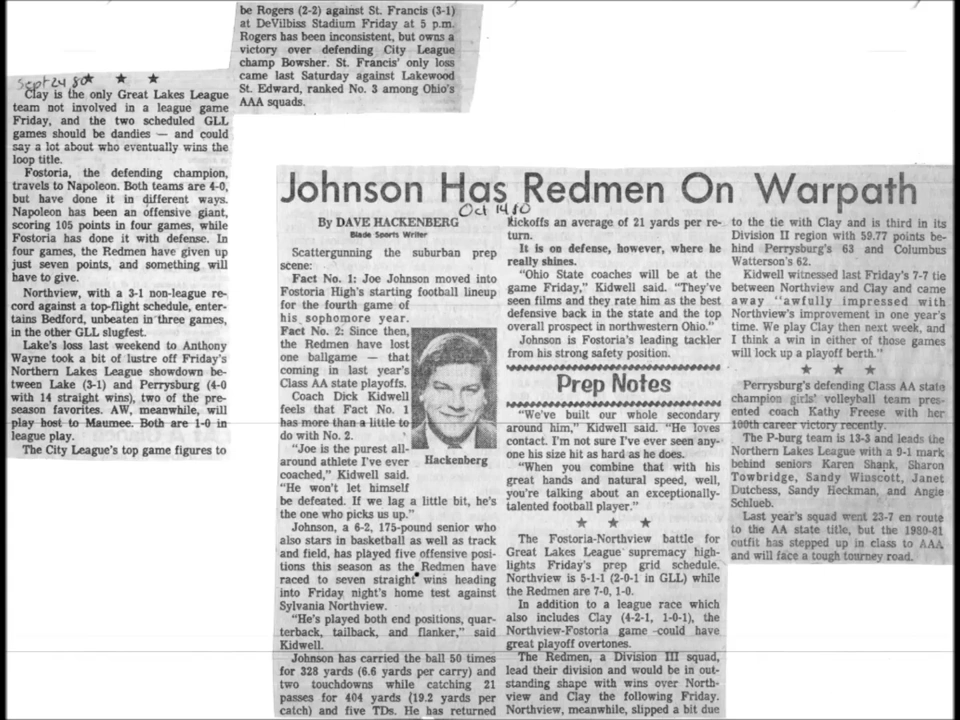 Sept 24 80
★ ★ ★
Clay is the only Great Lakes League
team not involved in a league game
Friday, and the two scheduled GLL
games should be dandies — and could
say a lot about who eventually wins the
loop title.
Fostoria, the defending champion,
travels to Napoleon. Both teams are 4-0,
but have done it in different ways.
Napoleon has been an offensive giant,
scoring 105 points in four games, while
Fostoria has done it with defense. In
four games, the Redmen have given up
just seven points, and something will
have to give.
Northview, with a 3-1 non-league re-
cord against a top-flight schedule, enter-
tains Bedford, unbeaten in three games,
in the other GLL slugfest.
Lake's loss last weekend to Anthony
Wayne took a bit of lustre off Friday's
Northern Lakes League showdown be-
tween Lake (3-1) and Perrysburg (4-0
with 14 straight wins), two of the pre-
season favorites. AW, meanwhile, will
play host to Maumee. Both are 1-0 in
league play.
The City League's top game figures to
be Rogers (2-2) against St. Francis (3-1)
at DeVilbiss Stadium Friday at 5 p.m.
Rogers has been inconsistent, but owns a
victory over defending City League
champ Bowsher. St. Francis' only loss
came last Saturday against Lakewood
St. Edward, ranked No. 3 among Ohio's
AAA squads.
Johnson Has Redmen On Warpath
Oct 14 80
By DAVE HACKENBERG
Blade Sports Writer
Scattergunning the suburban prep
scene:
Fact No. 1: Joe Johnson moved into
Fostoria High's starting football lineup
for the fourth game of
his sophomore year.
Fact No. 2: Since then,
the Redmen have lost
one ballgame — that
coming in last year's
Class AA state playoffs.
Coach Dick Kidwell
feels that Fact No. 1
has more than a little to
do with No. 2.
"Joe is the purest all-
around athlete I've ever
coached," Kidwell said.
"He won't let himself
be defeated. If we lag a little bit, he's
the one who picks us up."
Hackenberg
Johnson, a 6-2, 175-pound senior who
also stars in basketball as well as track
and field, has played five offensive posi-
tions this season as the Redmen have
raced to seven straight wins heading
into Friday night's home test against
Sylvania Northview.
"He's played both end positions, quar-
terback, tailback, and flanker," said
Kidwell.
Johnson has carried the ball 50 times
for 328 yards (6.6 yards per carry) and
two touchdowns while catching 21
passes for 404 yards (19.2 yards per
catch) and five TDs. He has returned
kickoffs an average of 21 yards per re-
turn.
It is on defense, however, where he
really shines.
"Ohio State coaches will be at the
game Friday," Kidwell said. "They've
seen films and they rate him as the best
defensive back in the state and the top
overall prospect in northwestern Ohio."
Johnson is Fostoria's leading tackler
from his strong safety position.
Prep Notes
"We've built our whole secondary
around him," Kidwell said. "He loves
contact. I'm not sure I've ever seen any-
one his size hit as hard as he does.
"When you combine that with his
great hands and natural speed, well,
you're talking about an exceptionally-
talented football player."
★ ★ ★
The Fostoria-Northview battle for
Great Lakes League supremacy high-
lights Friday's prep grid schedule.
Northview is 5-1-1 (2-0-1 in GLL) while
the Redmen are 7-0, 1-0.
In addition to a league race which
also includes Clay (4-2-1, 1-0-1), the
Northview-Fostoria game could have
great playoff overtones.
The Redmen, a Division III squad,
lead their division and would be in out-
standing shape with wins over North-
view and Clay the following Friday.
Northview, meanwhile, slipped a bit due
to the tie with Clay and is third in its
Division II region with 59.77 points be-
hind Perrysburg's 63 and Columbus
Watterson's 62.
Kidwell witnessed last Friday's 7-7 tie
between Northview and Clay and came
away "awfully impressed with
Northview's improvement in one year's
time. We play Clay then next week, and
I think a win in either of those games
will lock up a playoff berth."
★ ★ ★
Perrysburg's defending Class AA state
champion girls' volleyball team pres-
ented coach Kathy Freese with her
100th career victory recently.
The P-burg team is 13-3 and leads the
Northern Lakes League with a 9-1 mark
behind seniors Karen Shank, Sharon
Towbridge, Sandy Winscott, Janet
Dutchess, Sandy Heckman, and Angie
Schlueb.
Last year's squad went 23-7 en route
to the AA state title, but the 1980-81
outfit has stepped up in class to AAA
and will face a tough tourney road.